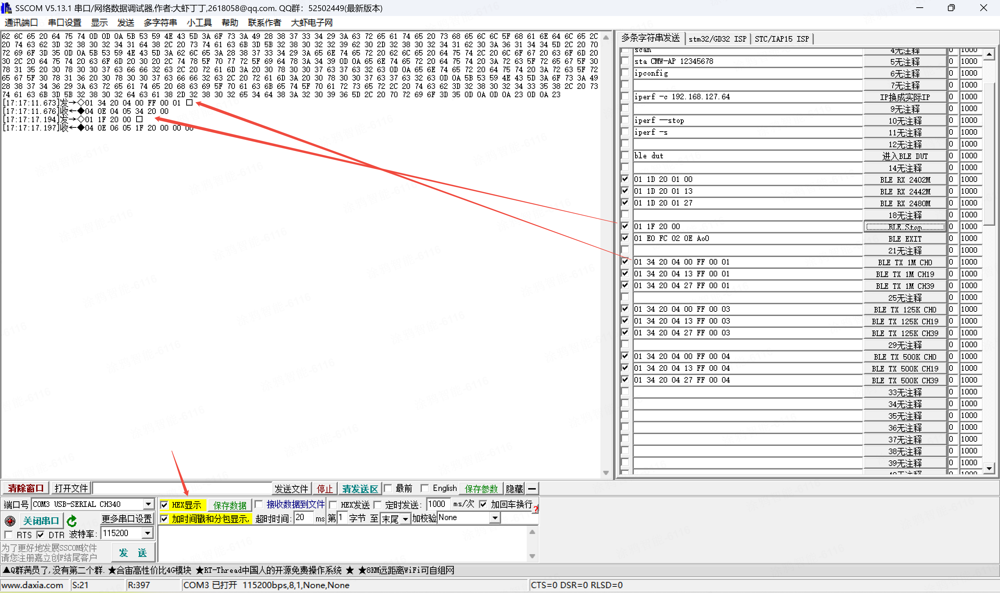 SSCOM V5.13.1 串口/网络数据调试器,作者:大虾丁丁,2618058@qq.com. QQ群：52502449(最新版本)
通讯端口 串口设置 显示 发送 多字符串 小工具 帮助 联系作者 大虾电子网
62 6C 65 20 64 75 74 0D 0D 0A 5B 53 59 4E 43 5D 3A 6F 73 3A 49 28 38 37 33 34 29 3A 63 72 65 61 74 65 20 73 68 65 6C 6C 5F 68 61 6E 64 6C 65 2C
20 74 63 62 3D 32 38 30 32 34 31 64 38 2C 20 73 74 61 63 6B 3D 5B 32 38 30 32 39 62 30 2D 32 38 30 32 34 31 62 30 3A 36 31 34 34 5D 2C 20 70
72 69 6F 3D 35 0D 0A 5B 53 59 4E 43 5D 3A 62 6C 65 3A 28 38 37 33 34 29 3A 65 6E 74 65 72 20 62 6C 65 20 64 75 74 2C 20 6C 6F 67 20 63 6F 6D 20
30 2C 20 64 75 74 20 63 6F 6D 20 30 20 2C 74 78 5F 70 77 72 5F 69 64 78 3A 34 39 0D 0A 65 6E 74 65 72 20 64 75 74 20 3A 72 63 5F 72 65 67 5F 30
78 31 35 20 30 78 30 30 37 63 66 66 32 63 2C 20 72 61 6D 3A 20 30 78 30 30 37 63 37 63 32 63 0D 0A 65 6E 74 65 72 20 64 75 74 20 3A 72 63 5F 72
65 67 5F 30 78 31 36 20 30 78 30 30 37 63 66 66 32 63 2C 20 72 61 6D 3A 20 30 78 30 30 37 63 37 63 32 63 0D 0A 5B 53 59 4E 43 5D 3A 6F 73 3A 49
28 38 37 34 36 29 3A 63 72 65 61 74 65 20 68 63 69 5F 70 61 63 6B 65 74 5F 70 61 72 73 65 72 2C 20 74 63 62 3D 32 38 30 32 34 33 35 38 2C 20 73
74 61 63 6B 3D 5B 32 38 30 32 64 63 61 38 2D 32 38 30 32 65 34 64 38 3A 32 30 39 36 5D 2C 20 70 72 69 6F 3D 35 0D 0A 0D 0A 23 0D 0A 23
[17:17:11.673]发→◇01 34 20 04 00 FF 00 01 □
[17:17:11.676]收←◆04 0E 04 05 34 20 00
[17:17:17.194]发→◇01 1F 20 00 □
[17:17:17.197]收←◆04 0E 06 05 1F 20 00 00 00
多条字符串发送 stm32/GD32 ISP STC/IAP15 ISP
scan 4无注释 0 1000
sta CMW-AP 12345678 5无注释 0 1000
ipconfig 6无注释 0 1000
7无注释 0 1000
iperf -c 192.168.127.64 IP换成实际IP 0 1000
9无注释 0 1000
iperf --stop 10无注释 0 1000
iperf -s 11无注释 0 1000
12无注释 0 1000
ble dut 进入BLE DUT 0 1000
14无注释 0 1000
01 1D 20 01 00 BLE RX 2402M 0 1000
01 1D 20 01 13 BLE RX 2442M 0 1000
01 1D 20 01 27 BLE RX 2480M 0 1000
18无注释 0 1000
01 1F 20 00 BLE Stop 0 1000
01 E0 FC 02 0E Ao0 BLE EXIT 0 1000
21无注释 0 1000
01 34 20 04 00 FF 00 01 BLE TX 1M CH0 0 1000
01 34 20 04 13 FF 00 01 BLE TX 1M CH19 0 1000
01 34 20 04 27 FF 00 01 BLE TX 1M CH39 0 1000
25无注释 0 1000
01 34 20 04 00 FF 00 03 BLE TX 125K CH0 0 1000
01 34 20 04 13 FF 00 03 BLE TX 125K CH19 0 1000
01 34 20 04 27 FF 00 03 BLE TX 125K CH39 0 1000
29无注释 0 1000
01 34 20 04 00 FF 00 04 BLE TX 500K CH0 0 1000
01 34 20 04 13 FF 00 04 BLE TX 500K CH19 0 1000
01 34 20 04 27 FF 00 04 BLE TX 500K CH39 0 1000
33无注释 0 1000
34无注释 0 1000
35无注释 0 1000
36无注释 0 1000
37无注释 0 1000
38无注释 0 1000
39无注释 0 1000
清除窗口 打开文件 发送文件 停止 清发送区 最前 English 保存参数 隐藏
端口号 COM3 USB-SERIAL CH340 HEX显示 保存数据 接收数据到文件 HEX发送 定时发送: 1000 ms/次 加回车换行 ?
关闭串口 更多串口设置 加时间戳和分包显示, 超时时间: 20 ms 第 1 字节 至 末尾 加校验 None
RTS DTR 波特率: 115200
为了更好地发展SSCOM软件
请您注册嘉立创F结尾客户
发 送
▲Q群满员了,没有第二个群. ★合宙高性价比4G模块 ★RT-Thread中国人的开源免费操作系统 ★ ★8KM远距离WiFi可自组网
www.daxia.com S:21 R:397 COM3 已打开 115200bps,8,1,None,None CTS=0 DSR=0 RLSD=0
涂鸦智能-6116